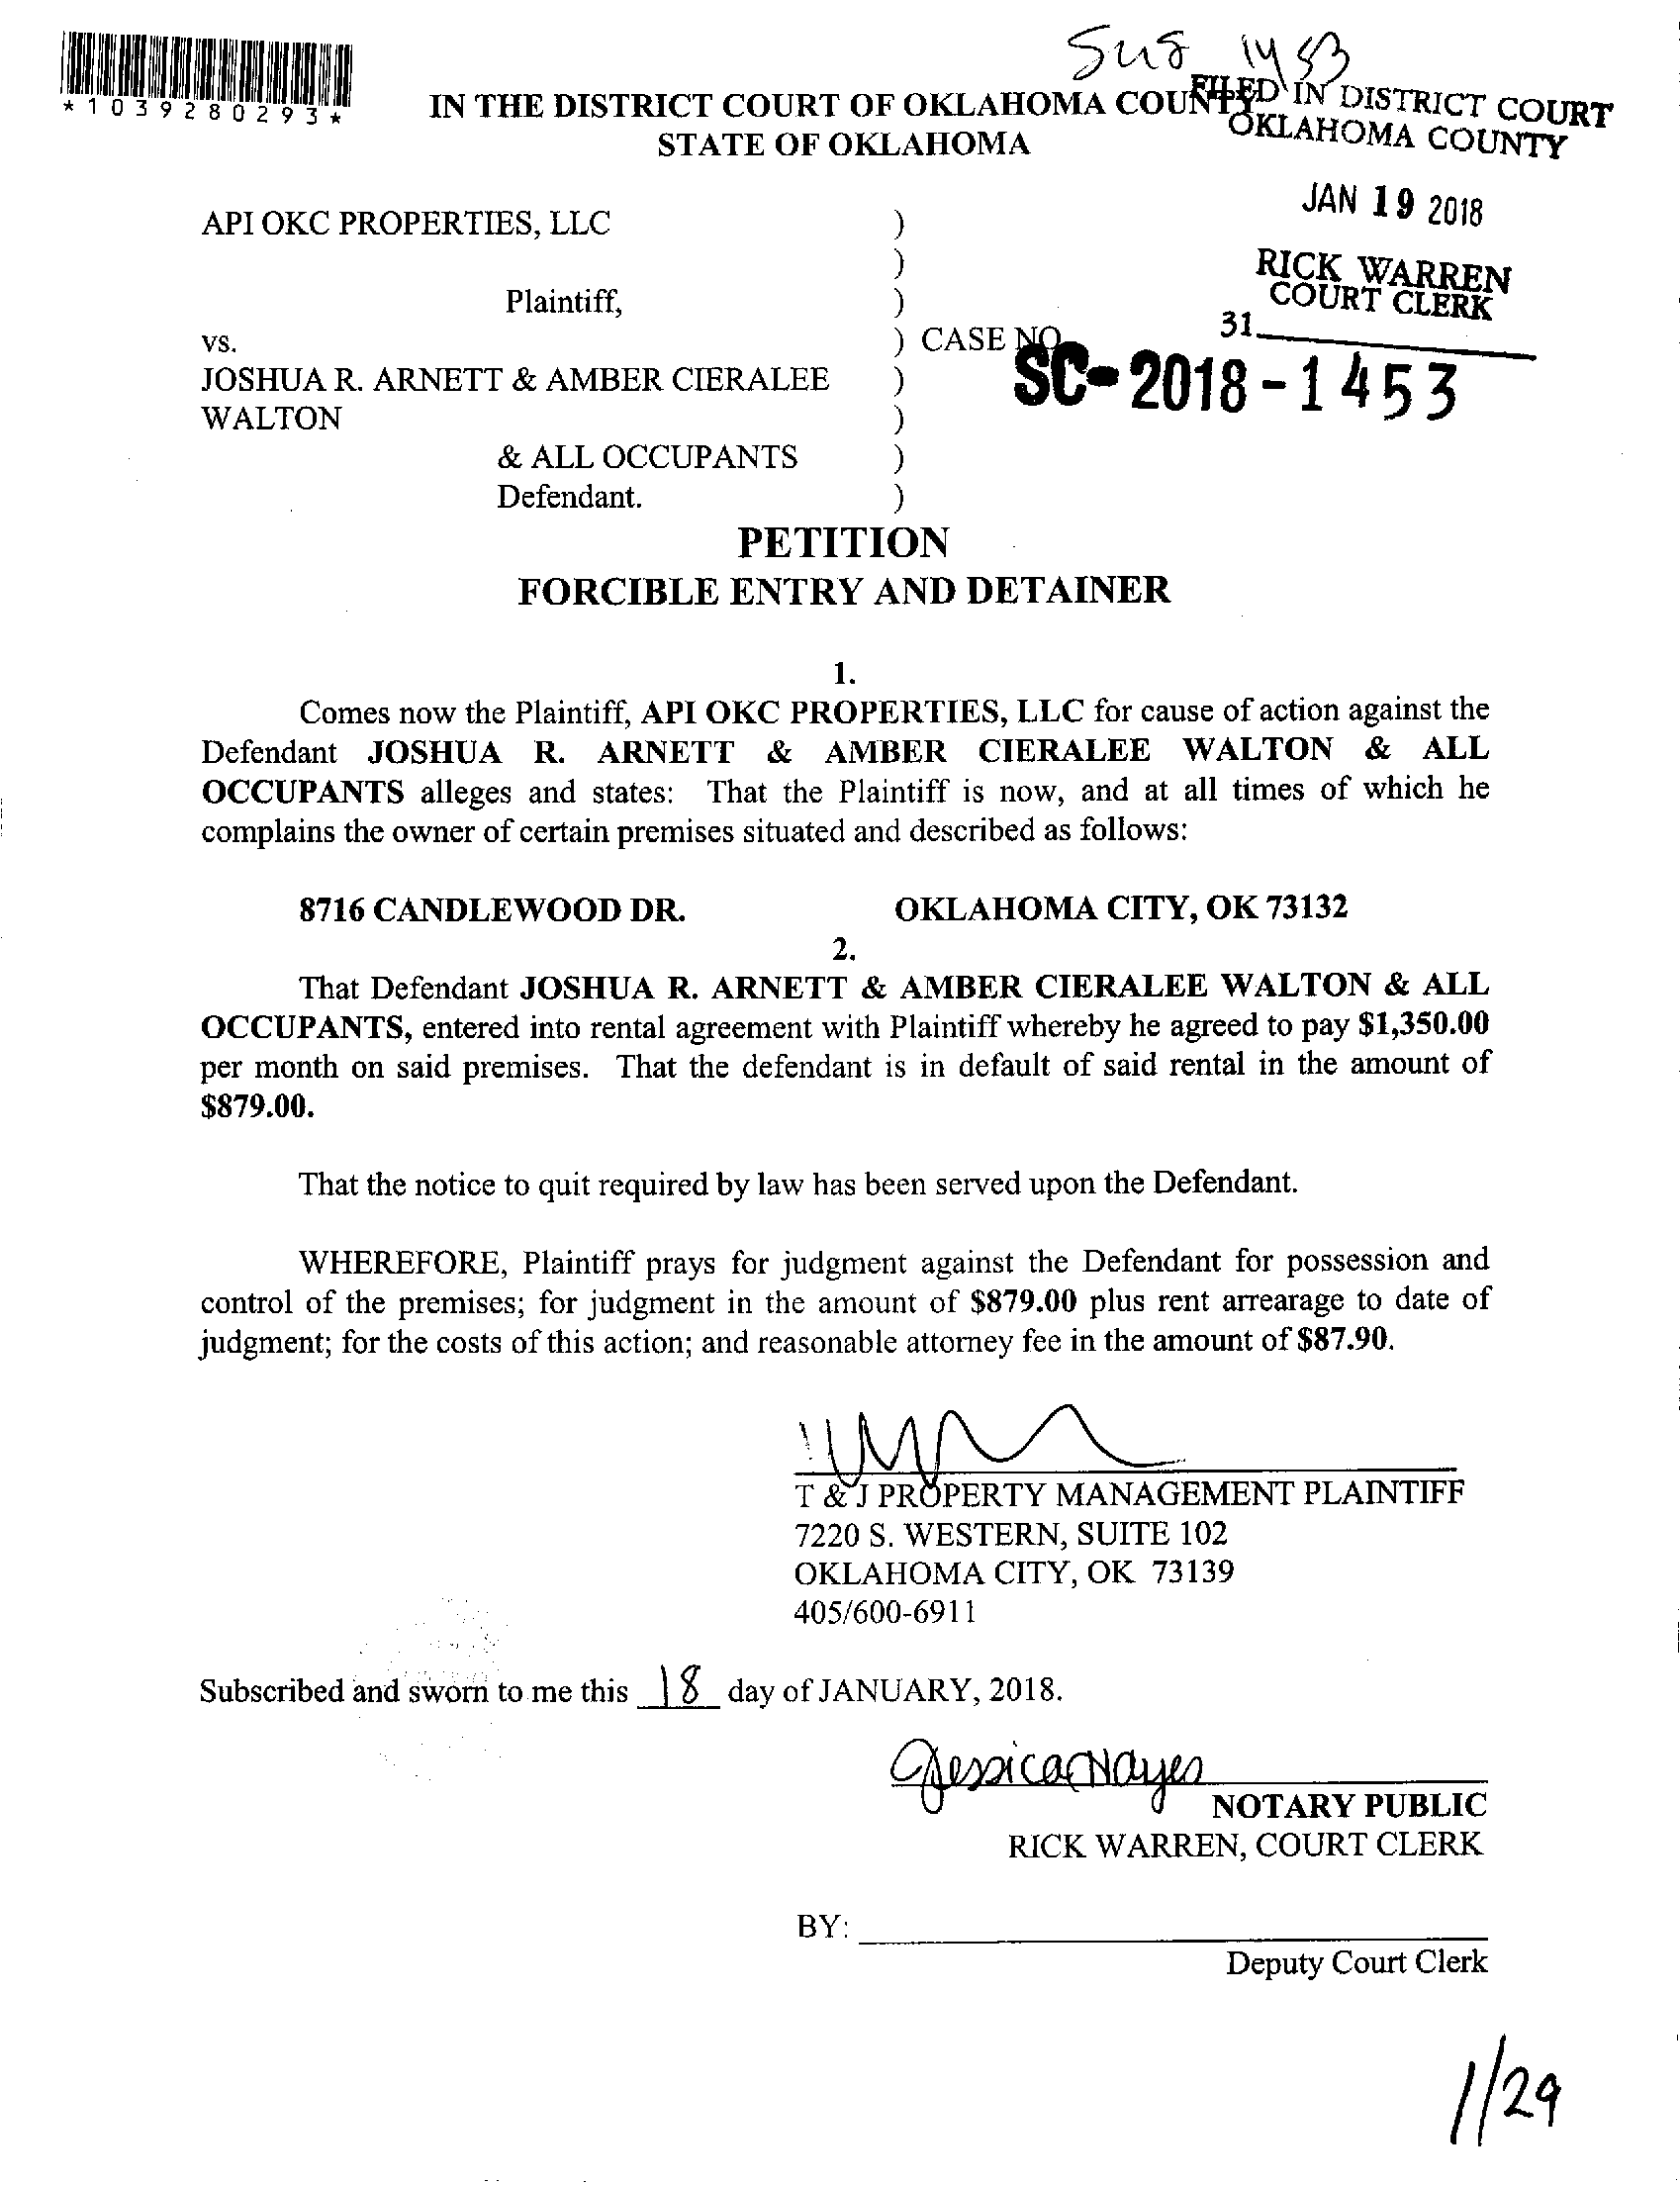 *1039280293*
IN THE DISTRICT COURT OF OKLAHOMA COUNTY
STATE OF OKLAHOMA
FILED IN DISTRICT COURT
OKLAHOMA COUNTY
JAN 19 2018
RICK WARREN
COURT CLERK
31
API OKC PROPERTIES, LLC )
)
Plaintiff, )
vs. ) CASE NO.
SC-2018-1453
JOSHUA R. ARNETT & AMBER CIERALEE )
WALTON )
& ALL OCCUPANTS )
Defendant. )
PETITION
FORCIBLE ENTRY AND DETAINER
1.
Comes now the Plaintiff, API OKC PROPERTIES, LLC for cause of action against the
Defendant JOSHUA R. ARNETT & AMBER CIERALEE WALTON & ALL
OCCUPANTS alleges and states: That the Plaintiff is now, and at all times of which he
complains the owner of certain premises situated and described as follows:
8716 CANDLEWOOD DR. OKLAHOMA CITY, OK 73132
2.
That Defendant JOSHUA R. ARNETT & AMBER CIERALEE WALTON & ALL
OCCUPANTS, entered into rental agreement with Plaintiff whereby he agreed to pay $1,350.00
per month on said premises. That the defendant is in default of said rental in the amount of
$879.00.
That the notice to quit required by law has been served upon the Defendant.
WHEREFORE, Plaintiff prays for judgment against the Defendant for possession and
control of the premises; for judgment in the amount of $879.00 plus rent arrearage to date of
judgment; for the costs of this action; and reasonable attorney fee in the amount of $87.90.
T & J PROPERTY MANAGEMENT PLAINTIFF
7220 S. WESTERN, SUITE 102
OKLAHOMA CITY, OK 73139
405/600-6911
Subscribed and sworn to me this 18 day of JANUARY, 2018.
Jessica Hayes
NOTARY PUBLIC
RICK WARREN, COURT CLERK
BY:
Deputy Court Clerk
1/29